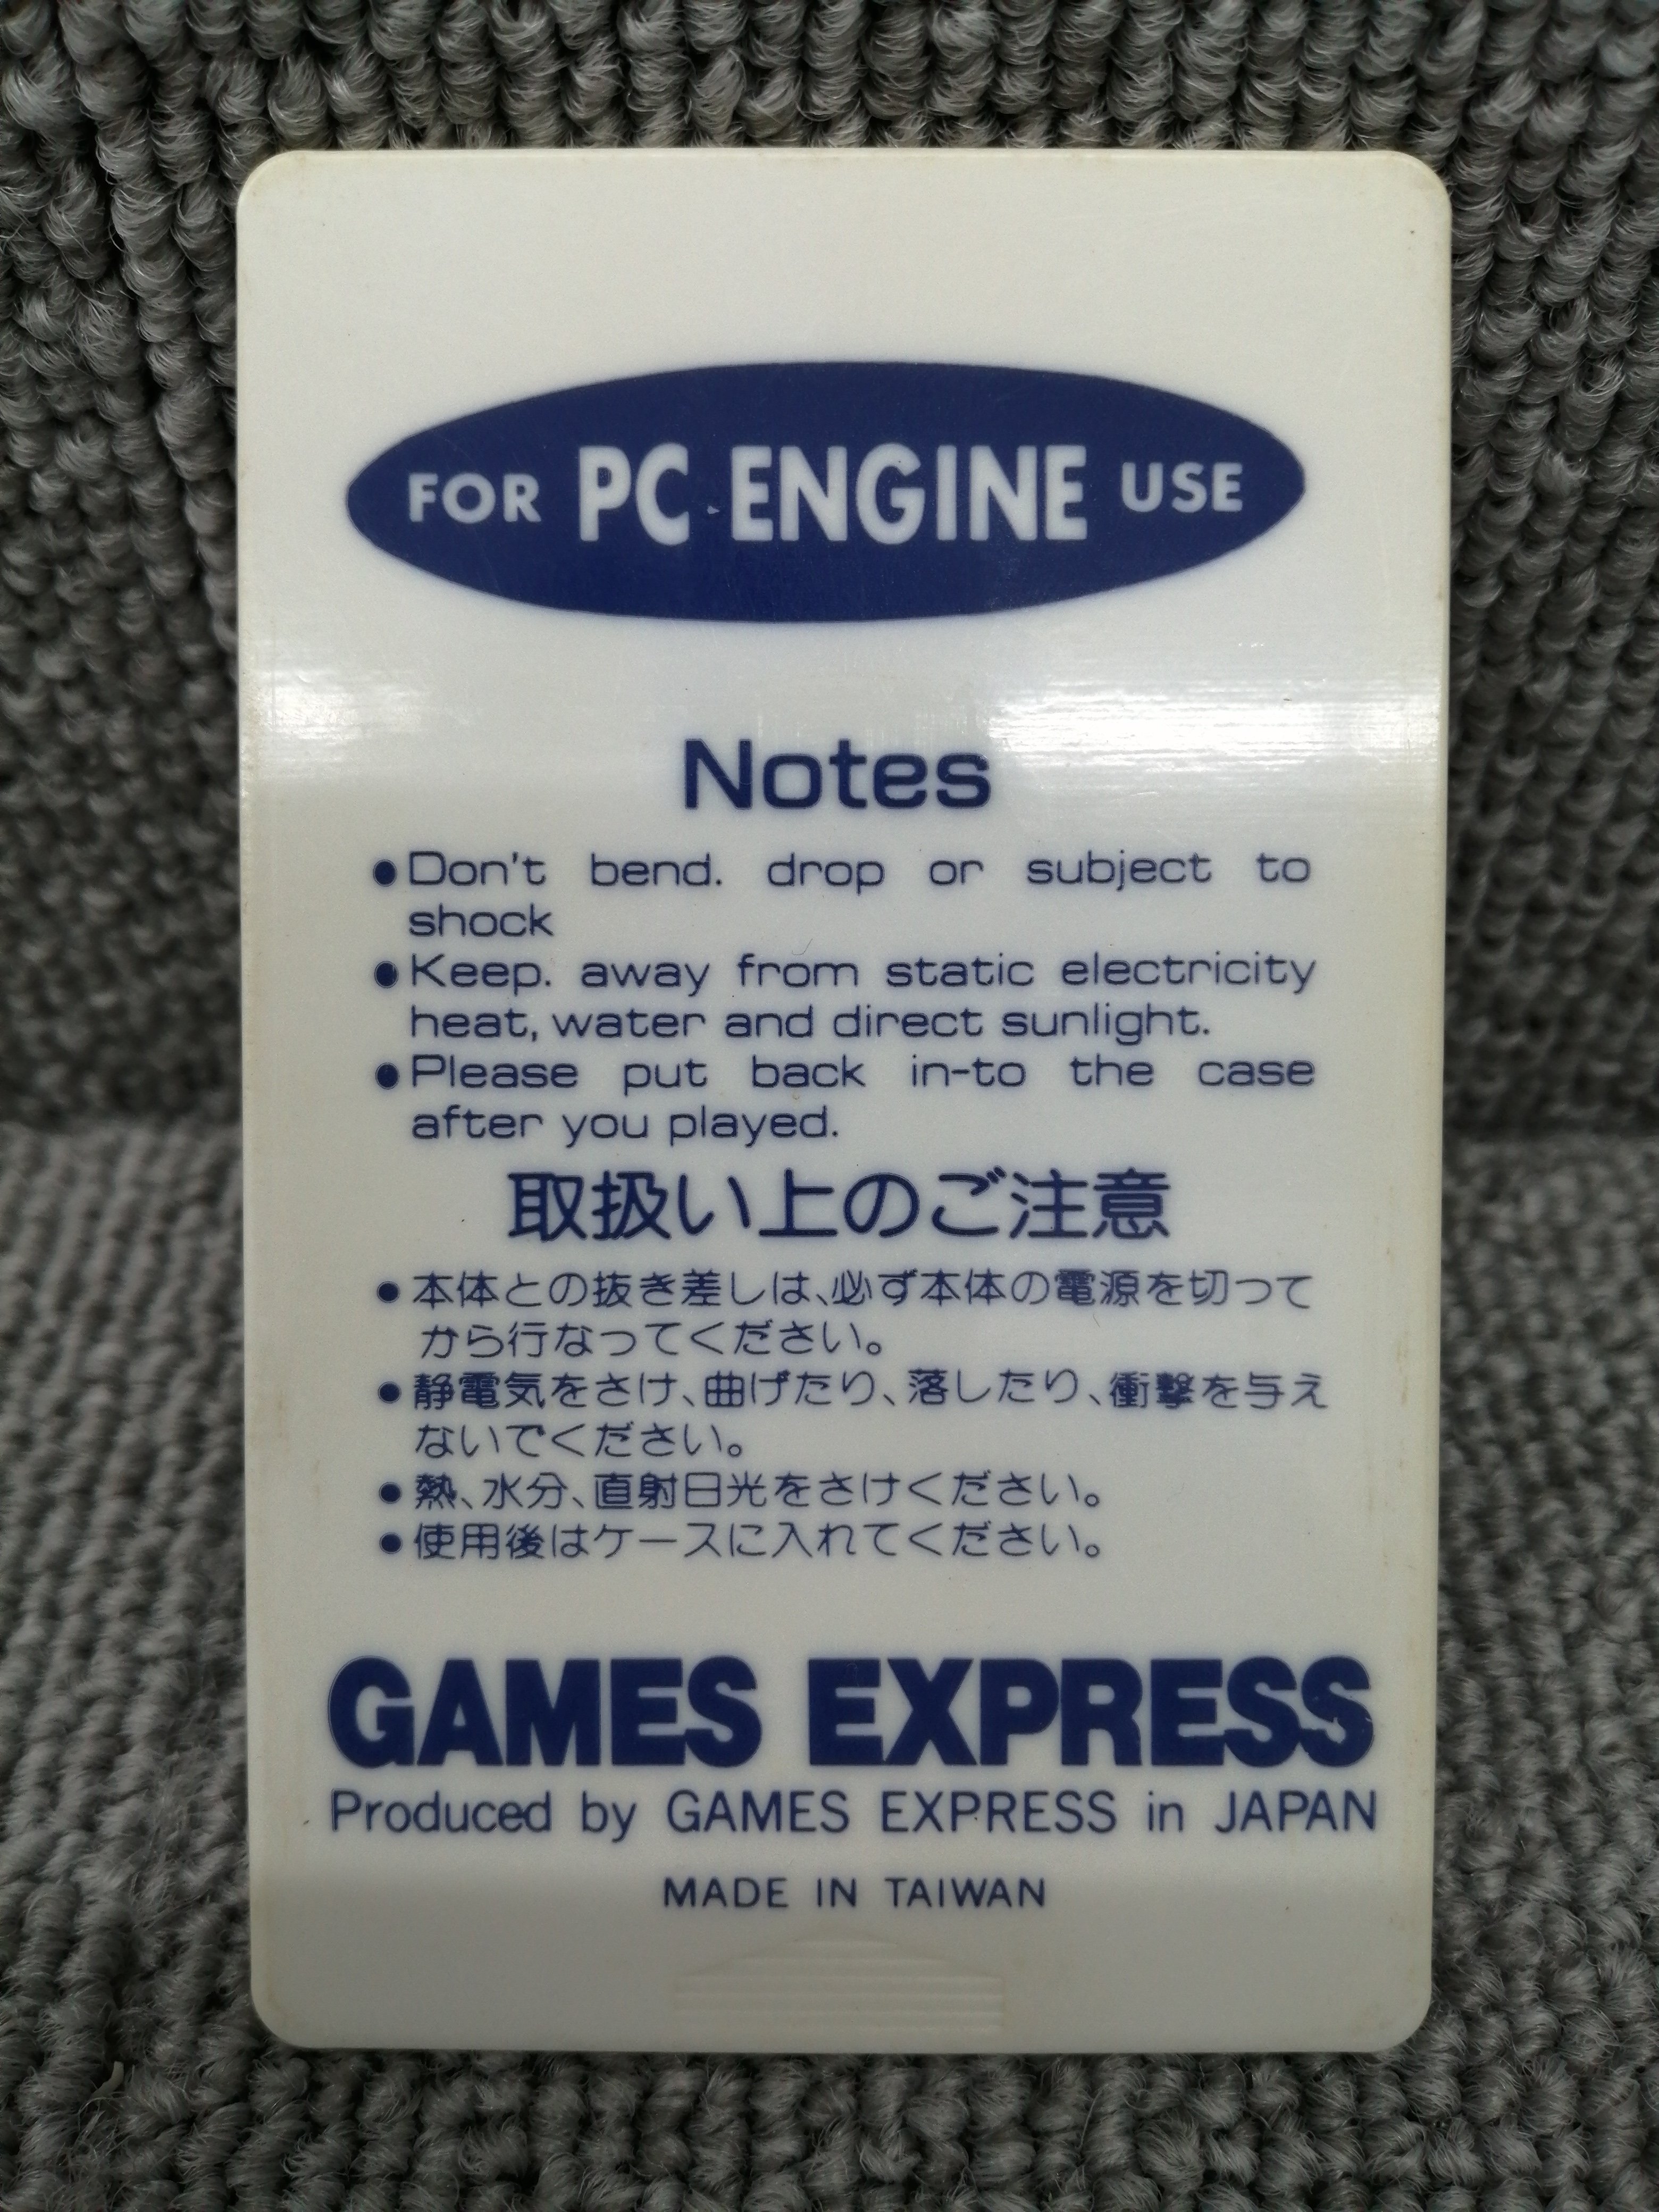 FOR PC ENGINE USE
Notes
●Don't bend. drop or subject to
shock
●Keep. away from static electricity
heat, water and direct sunlight.
●Please put back in-to the case
after you played.
取扱い上のご注意
●本体との抜き差しは、必ず本体の電源を切って
から行なってください。
●静電気をさけ、曲げたり、落したり、衝撃を与え
ないでください。
●熱、水分、直射日光をさけください。
●使用後はケースに入れてください。
GAMES EXPRESS
Produced by GAMES EXPRESS in JAPAN
MADE IN TAIWAN